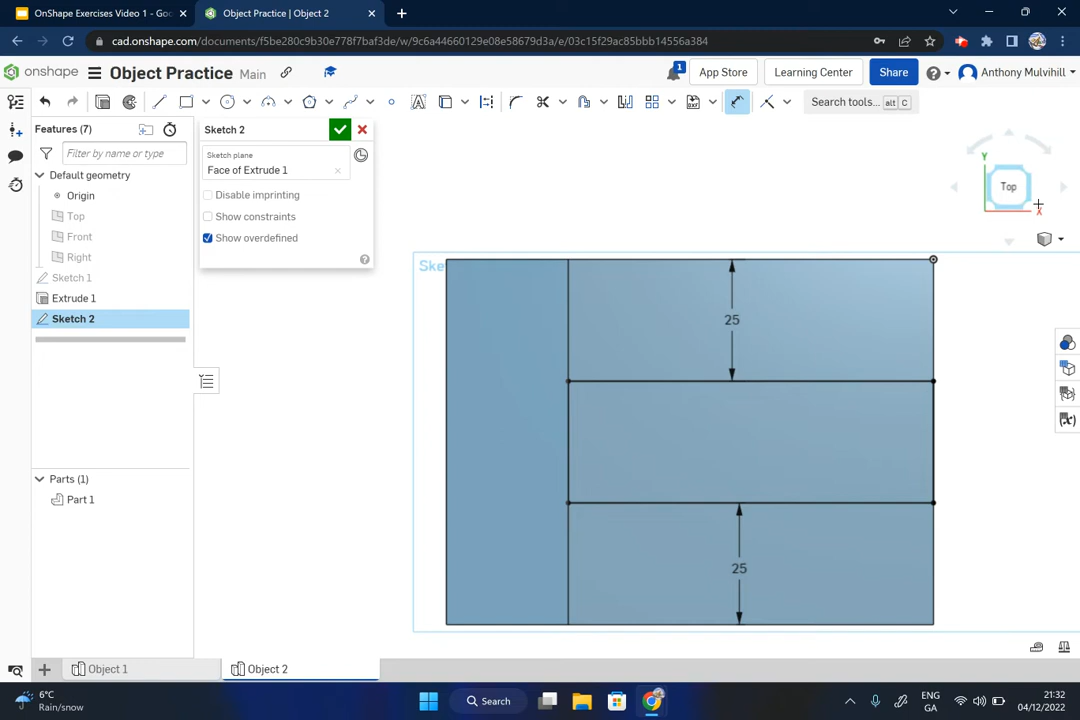 OnShape Exercises Video 1 - Goo
Object Practice | Object 2
cad.onshape.com/documents/f5be280c9b30e778f7baf3de/w/9c6a44660129e08e58679d3a/e/03c15f29ac85bbb14556a384
onshape
Object Practice Main
1
App Store
Learning Center
Share
Anthony Mulvihill
Search tools... alt C
Features (7)
Filter by name or type
Default geometry
Origin
Top
Front
Right
Sketch 1
Extrude 1
Sketch 2
Parts (1)
Part 1
Sketch 2
Sketch plane
Face of Extrude 1
Disable imprinting
Show constraints
Show overdefined
Ske
25
25
Y
Top
X
Object 1
Object 2
6°C
Rain/snow
Search
ENG
GA
21:32
04/12/2022